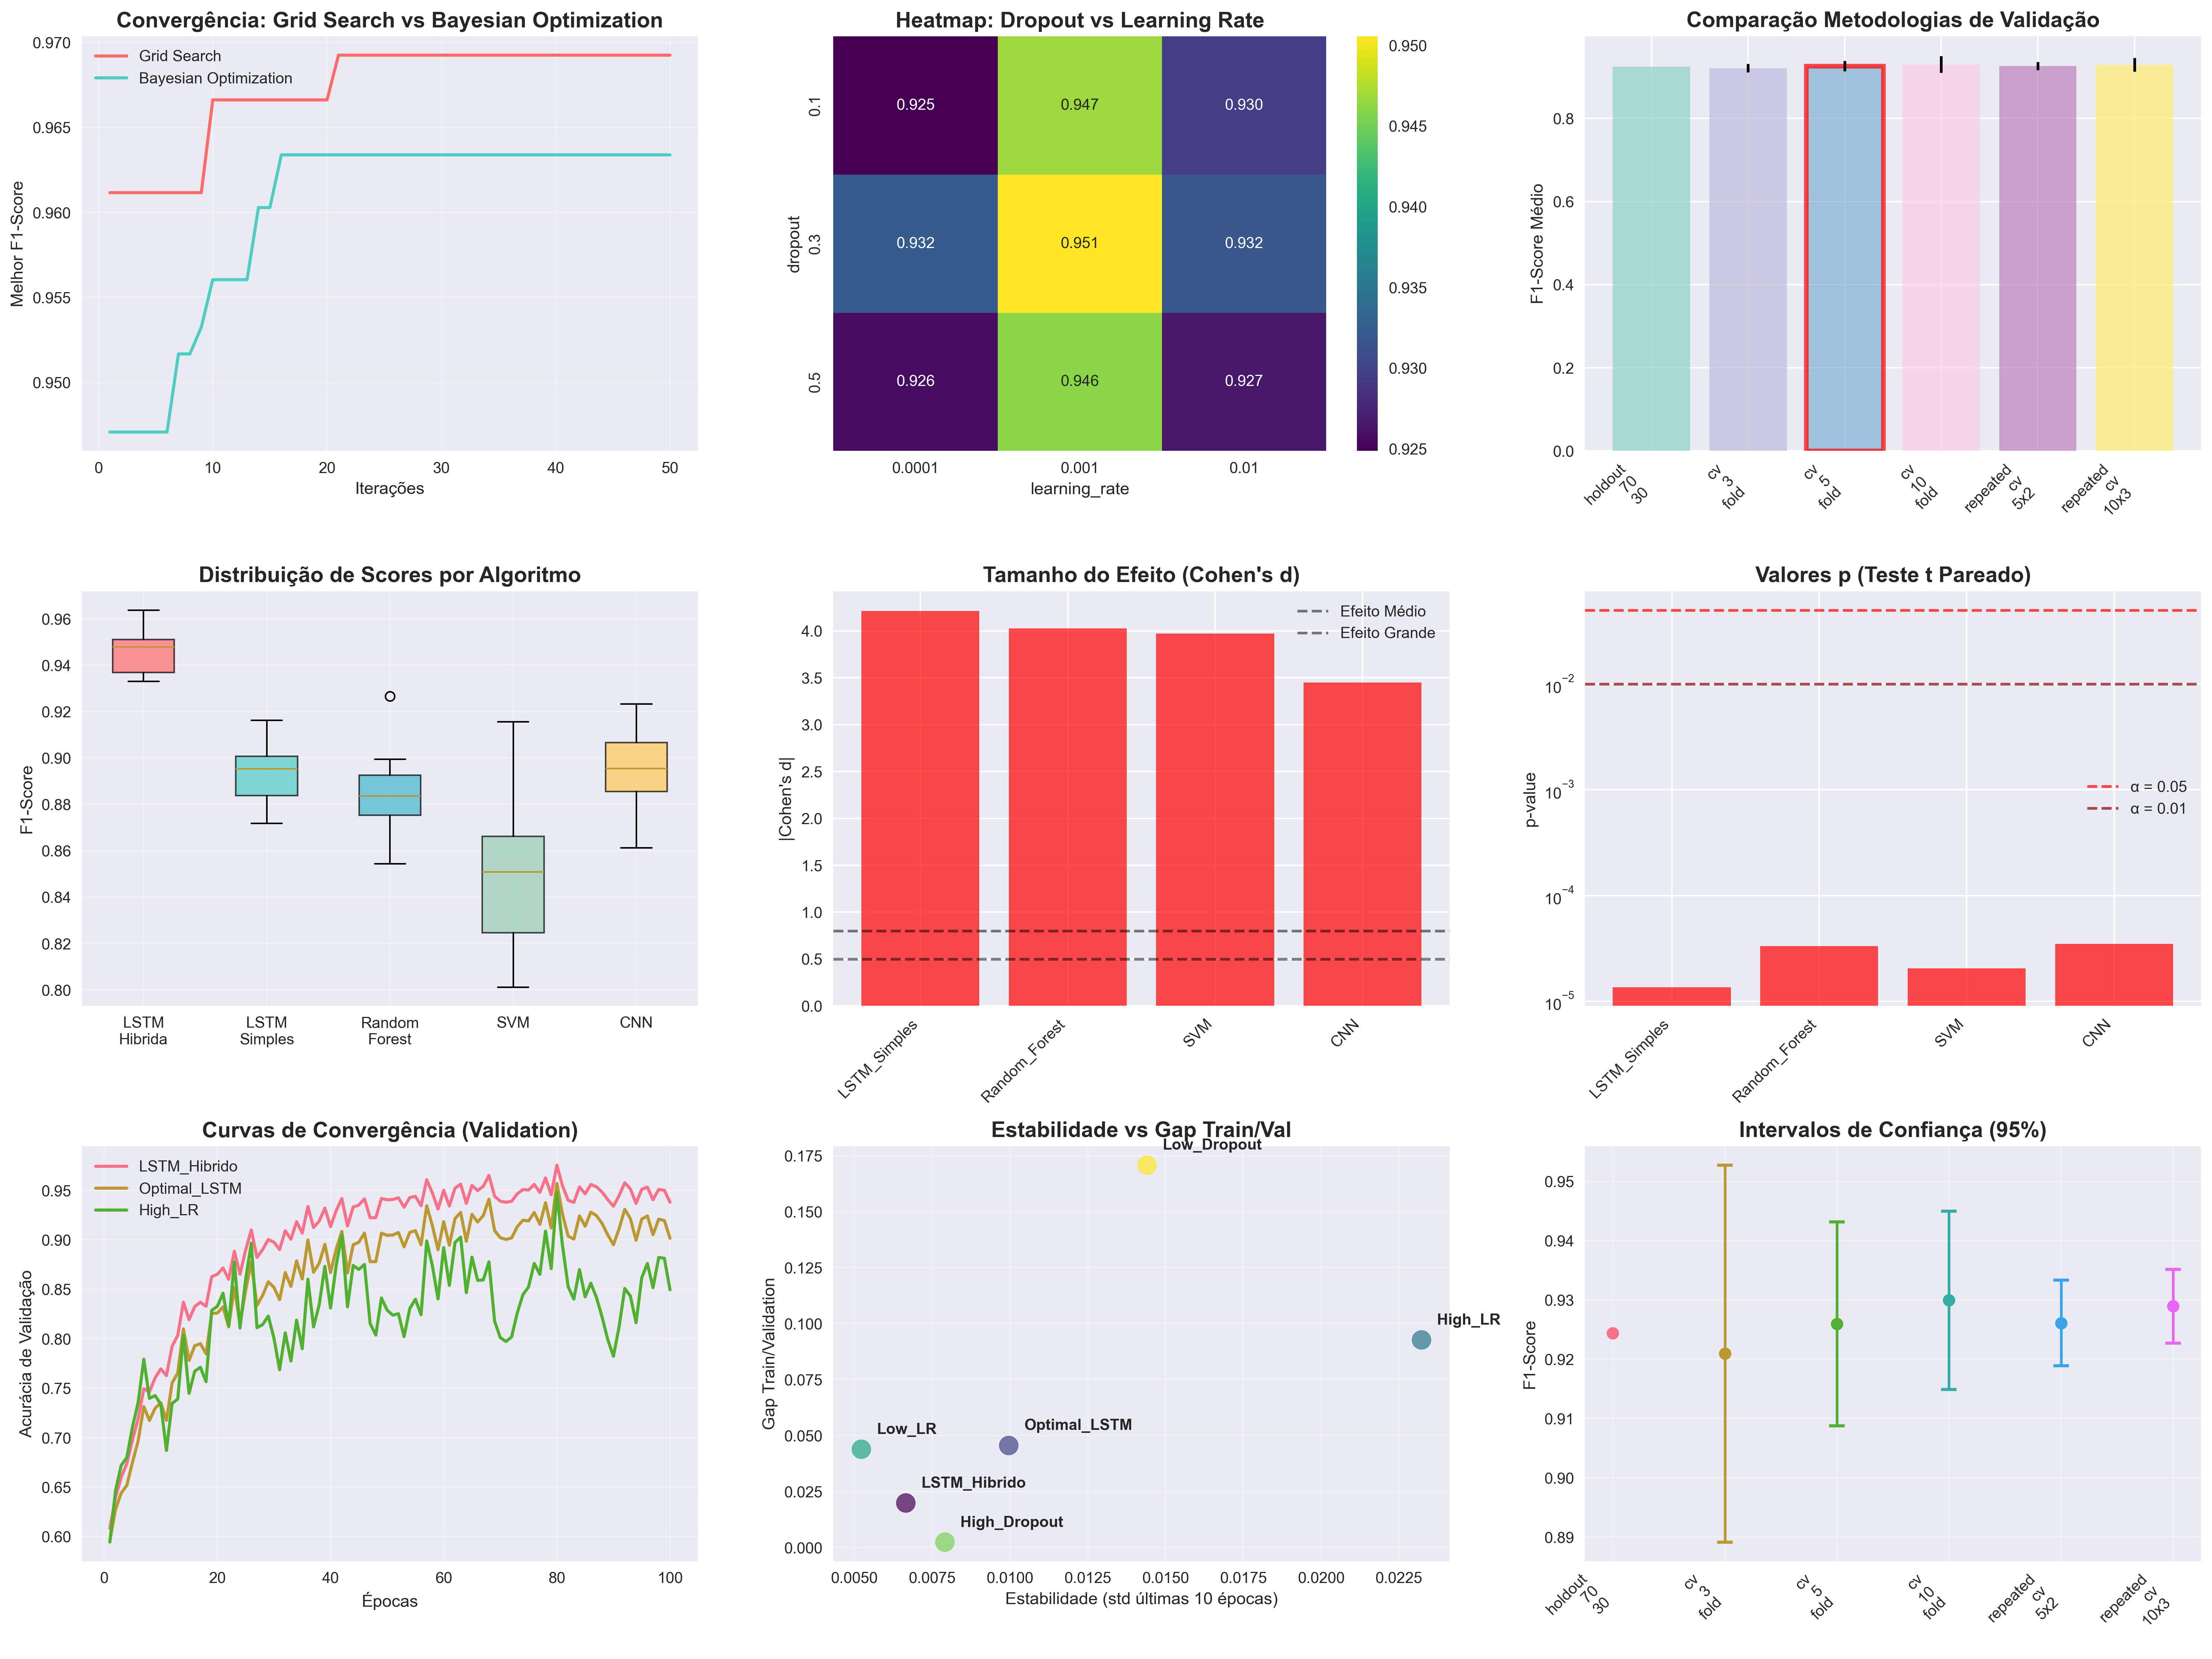 Convergência: Grid Search vs Bayesian Optimization
Grid Search
Bayesian Optimization
Melhor F1-Score
0.970
0.965
0.960
0.955
0.950
0
10
20
30
40
50
Iterações
Heatmap: Dropout vs Learning Rate
dropout
0.1
0.3
0.5
0.925
0.947
0.930
0.932
0.951
0.932
0.926
0.946
0.927
0.0001
0.001
0.01
learning_rate
0.950
0.945
0.940
0.935
0.930
0.925
Comparação Metodologias de Validação
F1-Score Médio
0.8
0.6
0.4
0.2
0.0
holdout
70
30
cv
3
fold
cv
5
fold
cv
10
fold
repeated
cv
5x2
repeated
cv
10x3
Distribuição de Scores por Algoritmo
F1-Score
0.96
0.94
0.92
0.90
0.88
0.86
0.84
0.82
0.80
LSTM
Hibrida
LSTM
Simples
Random
Forest
SVM
CNN
Tamanho do Efeito (Cohen's d)
Efeito Médio
Efeito Grande
|Cohen's d|
4.0
3.5
3.0
2.5
2.0
1.5
1.0
0.5
0.0
LSTM_Simples
Random_Forest
SVM
CNN
Valores p (Teste t Pareado)
p-value
10⁻²
10⁻³
10⁻⁴
10⁻⁵
α = 0.05
α = 0.01
LSTM_Simples
Random_Forest
SVM
CNN
Curvas de Convergência (Validation)
LSTM_Hibrido
Optimal_LSTM
High_LR
Acurácia de Validação
0.95
0.90
0.85
0.80
0.75
0.70
0.65
0.60
0
20
40
60
80
100
Épocas
Estabilidade vs Gap Train/Val
Gap Train/Validation
0.175
0.150
0.125
0.100
0.075
0.050
0.025
0.000
Low_Dropout
High_LR
Optimal_LSTM
Low_LR
LSTM_Hibrido
High_Dropout
0.0050
0.0075
0.0100
0.0125
0.0150
0.0175
0.0200
0.0225
Estabilidade (std últimas 10 épocas)
Intervalos de Confiança (95%)
F1-Score
0.95
0.94
0.93
0.92
0.91
0.90
0.89
holdout
70
30
cv
3
fold
cv
5
fold
cv
10
fold
repeated
cv
5x2
repeated
cv
10x3